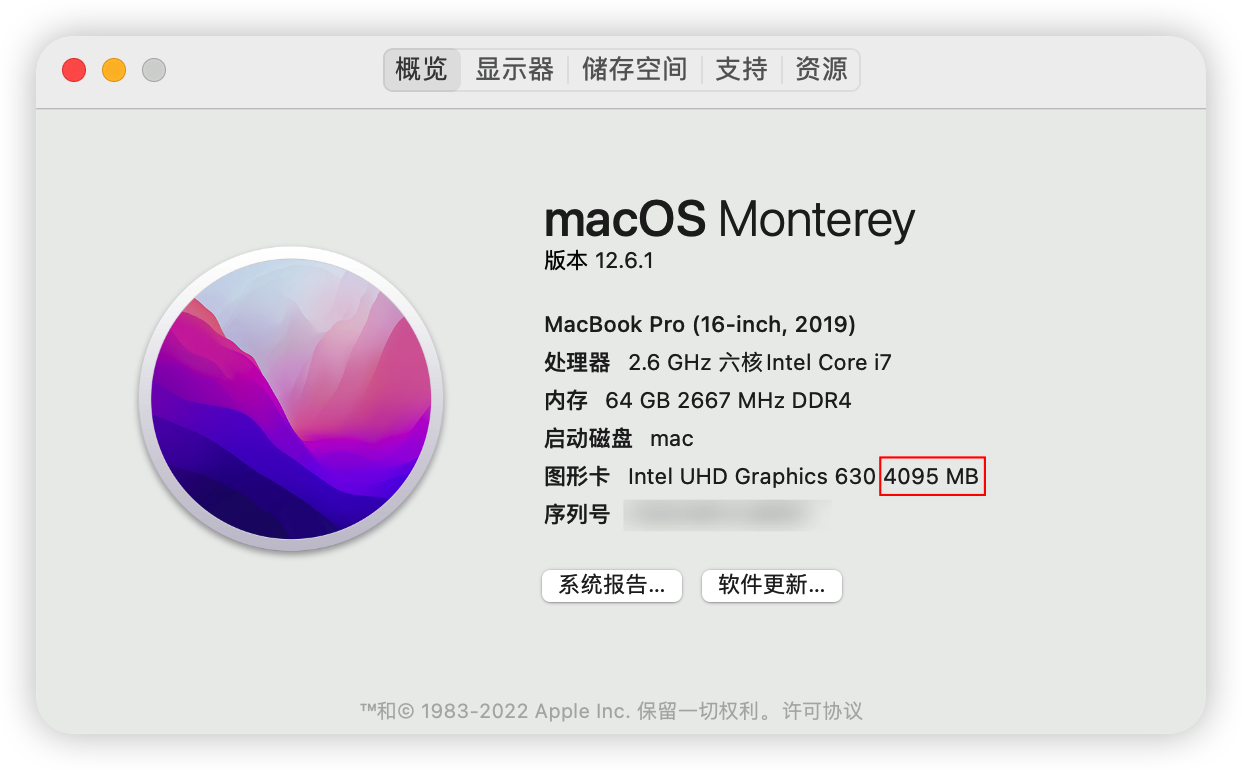 概览 显示器 储存空间 支持 资源
macOS Monterey
版本 12.6.1
MacBook Pro (16-inch, 2019)
处理器 2.6 GHz 六核Intel Core i7
内存 64 GB 2667 MHz DDR4
启动磁盘 mac
图形卡 Intel UHD Graphics 630 4095 MB
序列号
系统报告... 软件更新...
™和© 1983-2022 Apple Inc. 保留一切权利。许可协议